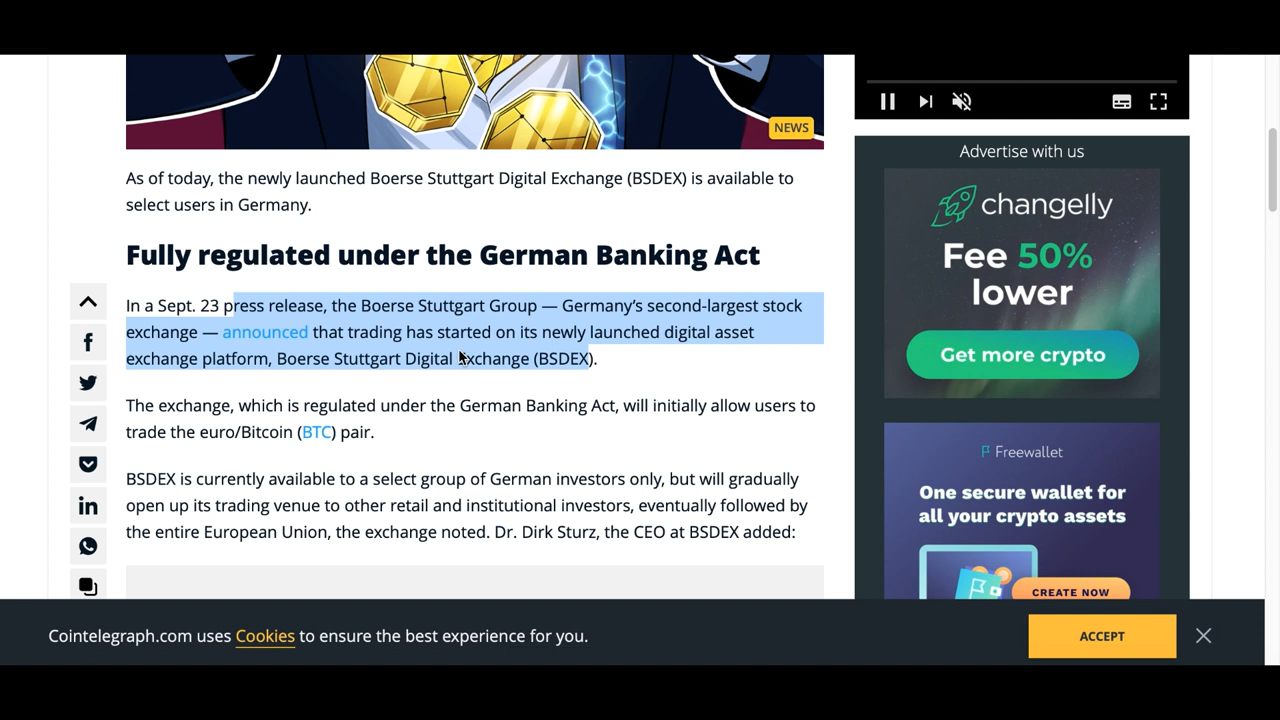 NEWS
As of today, the newly launched Boerse Stuttgart Digital Exchange (BSDEX) is available to
select users in Germany.
Fully regulated under the German Banking Act
In a Sept. 23 press release, the Boerse Stuttgart Group — Germany’s second-largest stock
exchange — announced that trading has started on its newly launched digital asset
exchange platform, Boerse Stuttgart Digital Exchange (BSDEX).
The exchange, which is regulated under the German Banking Act, will initially allow users to
trade the euro/Bitcoin (BTC) pair.
BSDEX is currently available to a select group of German investors only, but will gradually
open up its trading venue to other retail and institutional investors, eventually followed by
the entire European Union, the exchange noted. Dr. Dirk Sturz, the CEO at BSDEX added:
Advertise with us
changelly
Fee 50%
lower
Get more crypto
Freewallet
One secure wallet for
all your crypto assets
CREATE NOW
Cointelegraph.com uses Cookies to ensure the best experience for you.
ACCEPT